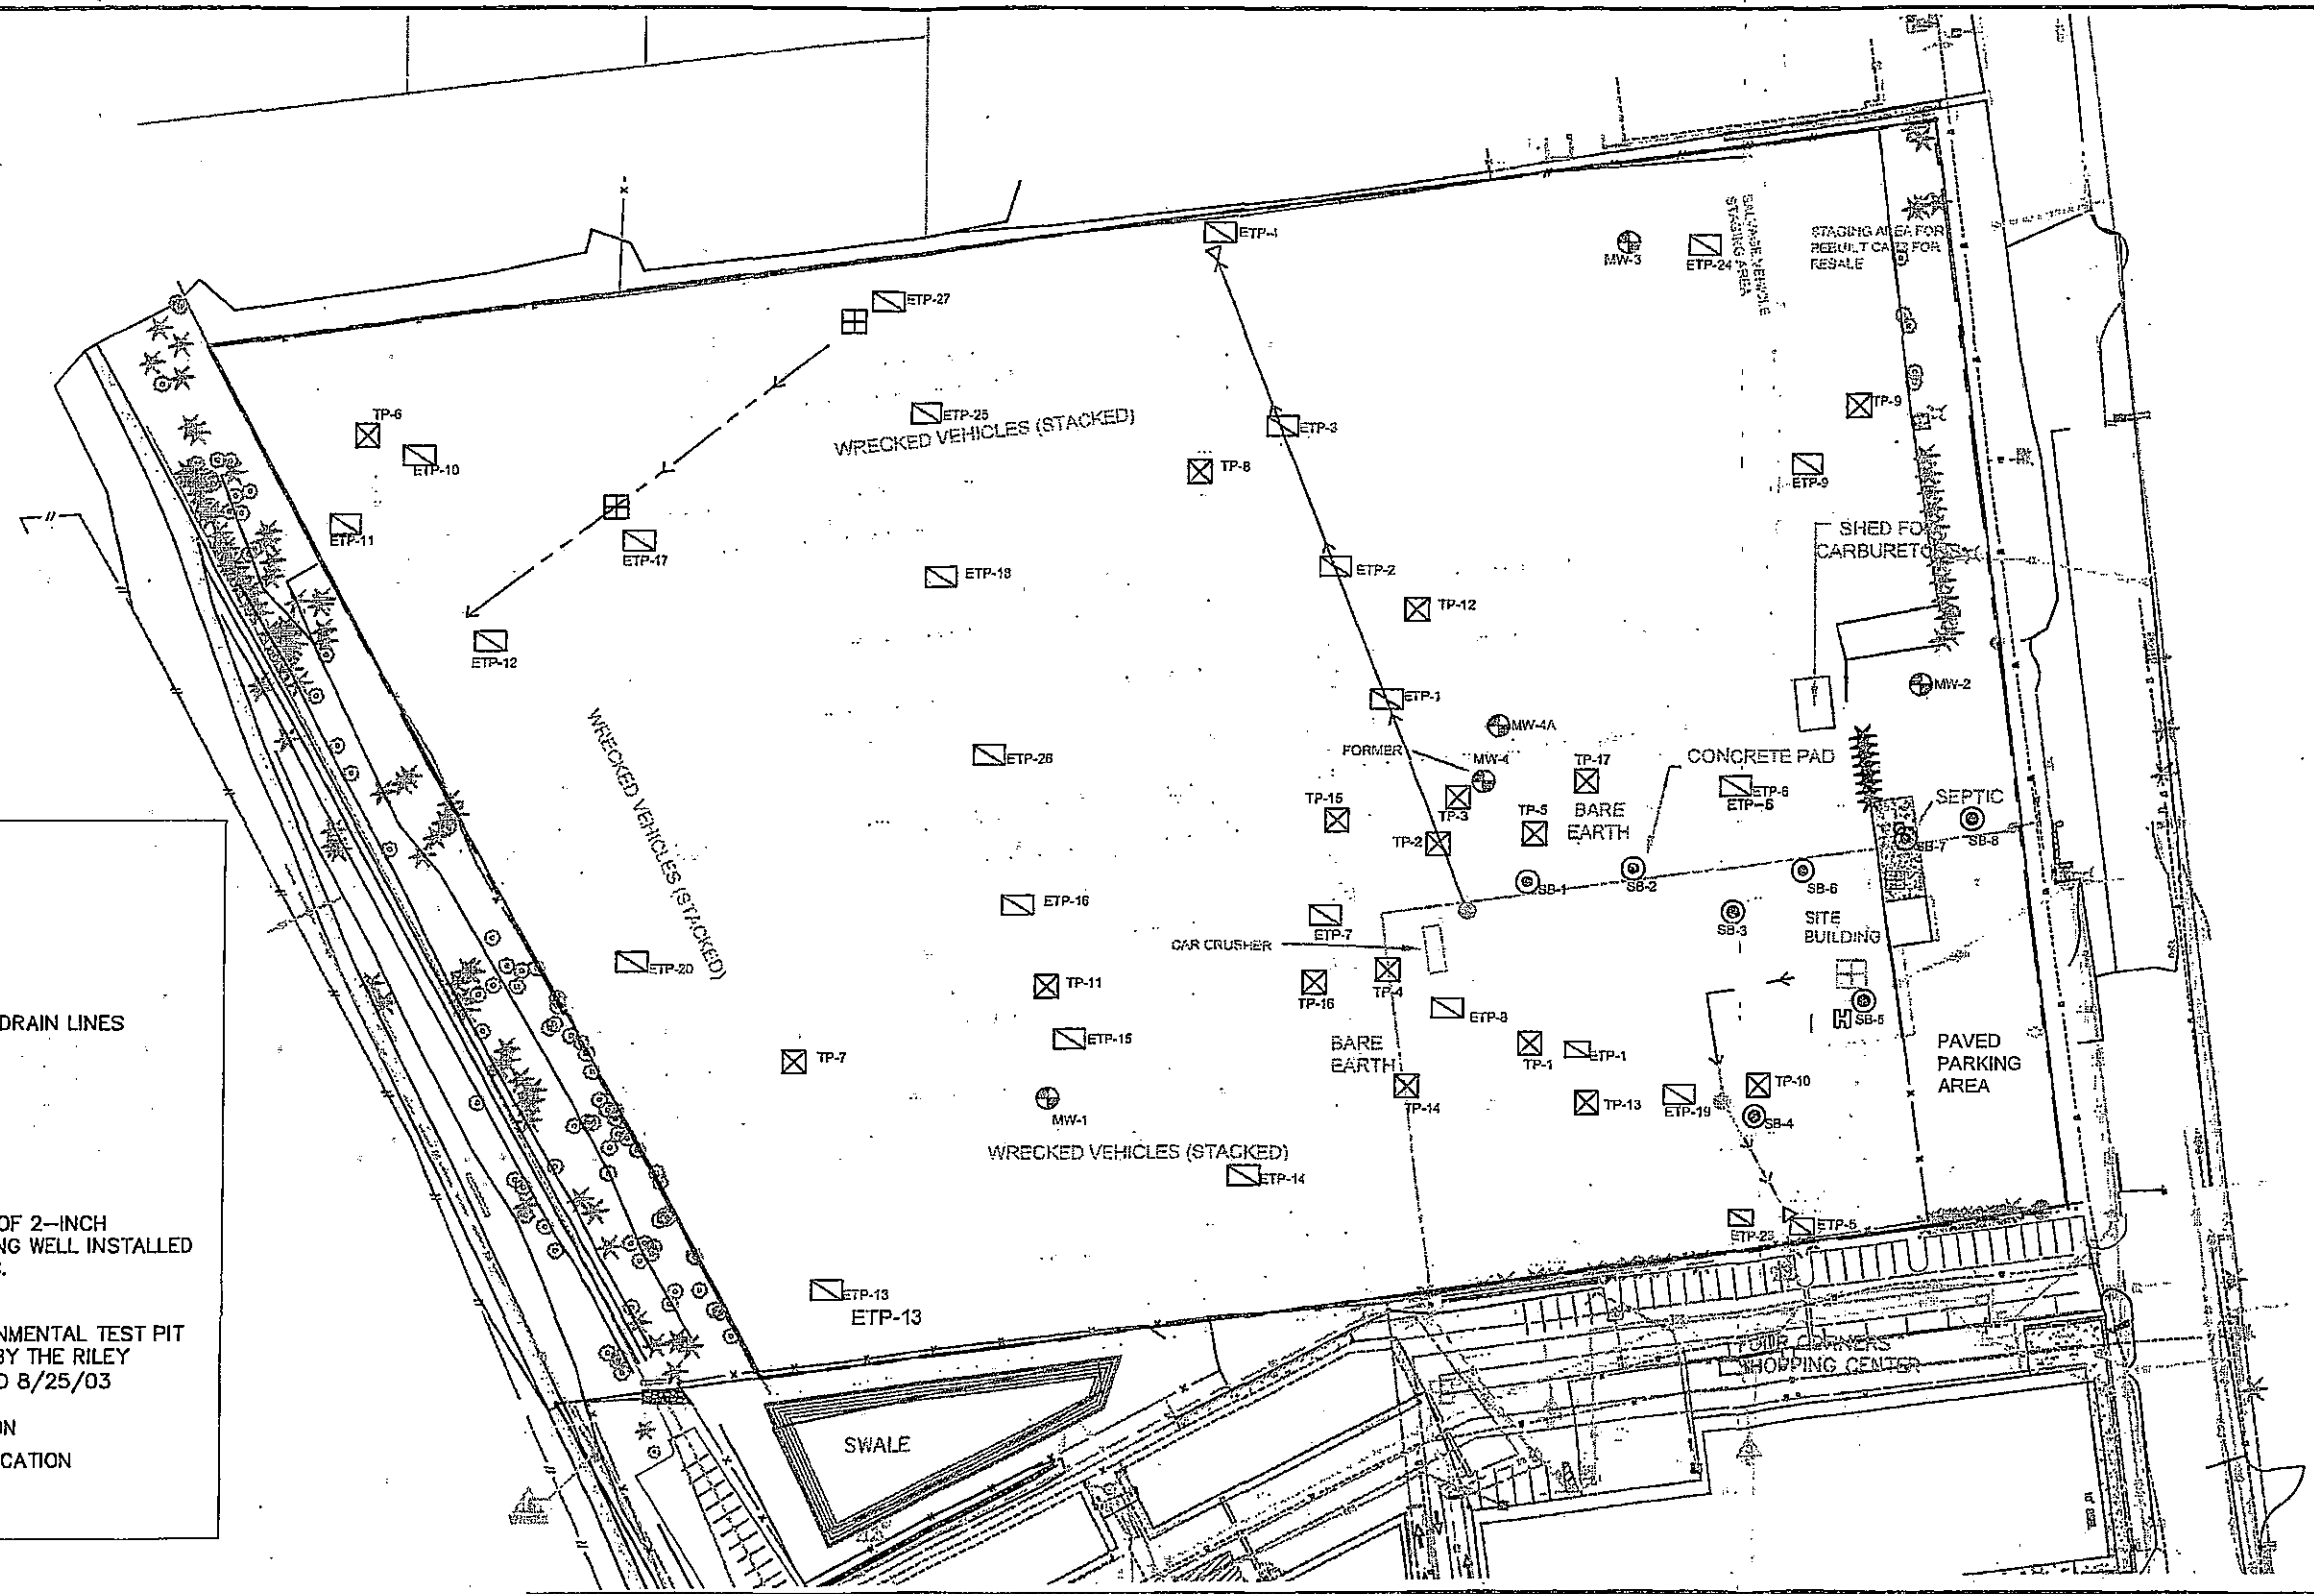 ETP-4
MW-3
ETP-24
SALVAGE VEHICLE
STAGING AREA
STAGING AREA FOR
REBUILT CARS FOR
RESALE
ETP-27
ETP-25
WRECKED VEHICLES (STACKED)
TP-6
ETP-10
ETP-3
TP-8
TP-9
ETP-9
ETP-11
ETP-17
ETP-18
ETP-2
TP-12
SHED FO
CARBURETORS
ETP-12
ETP-1
MW-2
WRECKED VEHICLES (STACKED)
ETP-26
MW-4A
FORMER
MW-4
TP-17
CONCRETE PAD
TP-15
TP-3
TP-5
BARE
EARTH
ETP-6
ETP-6
SEPTIC
TP-2
SB-7
SB-8
SB-1
SB-2
SB-6
ETP-16
ETP-7
SB-3
SITE
BUILDING
CAR CRUSHER
ETP-20
TP-11
TP-16
TP-4
ETP-8
SB-5
DRAIN LINES
TP-7
ETP-15
BARE
EARTH
TP-1
ETP-1
PAVED
PARKING
AREA
MW-1
TP-14
TP-13
ETP-19
TP-10
SB-4
WRECKED VEHICLES (STACKED)
ETP-14
ETP-23
ETP-5
OF 2-INCH
NG WELL INSTALLED
ETP-13
ETP-13
NMENTAL TEST PIT
BY THE RILEY
D 8/25/03
FOUR CORNERS
SHOPPING CENTER
ON
CATION
SWALE